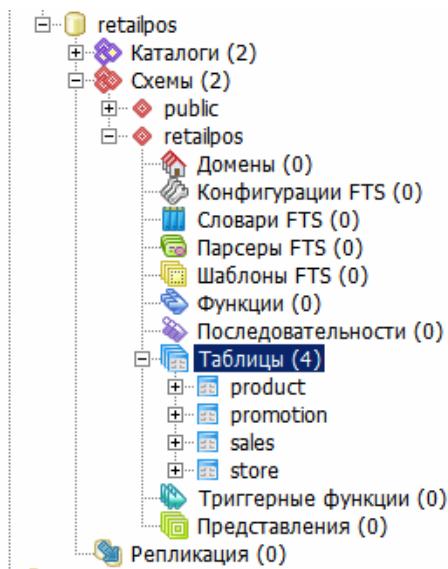 retailpos
Каталоги (2)
Схемы (2)
public
retailpos
Домены (0)
Конфигурации FTS (0)
Словари FTS (0)
Парсеры FTS (0)
Шаблоны FTS (0)
Функции (0)
Последовательности (0)
Таблицы (4)
product
promotion
sales
store
Триггерные функции (0)
Представления (0)
Репликация (0)